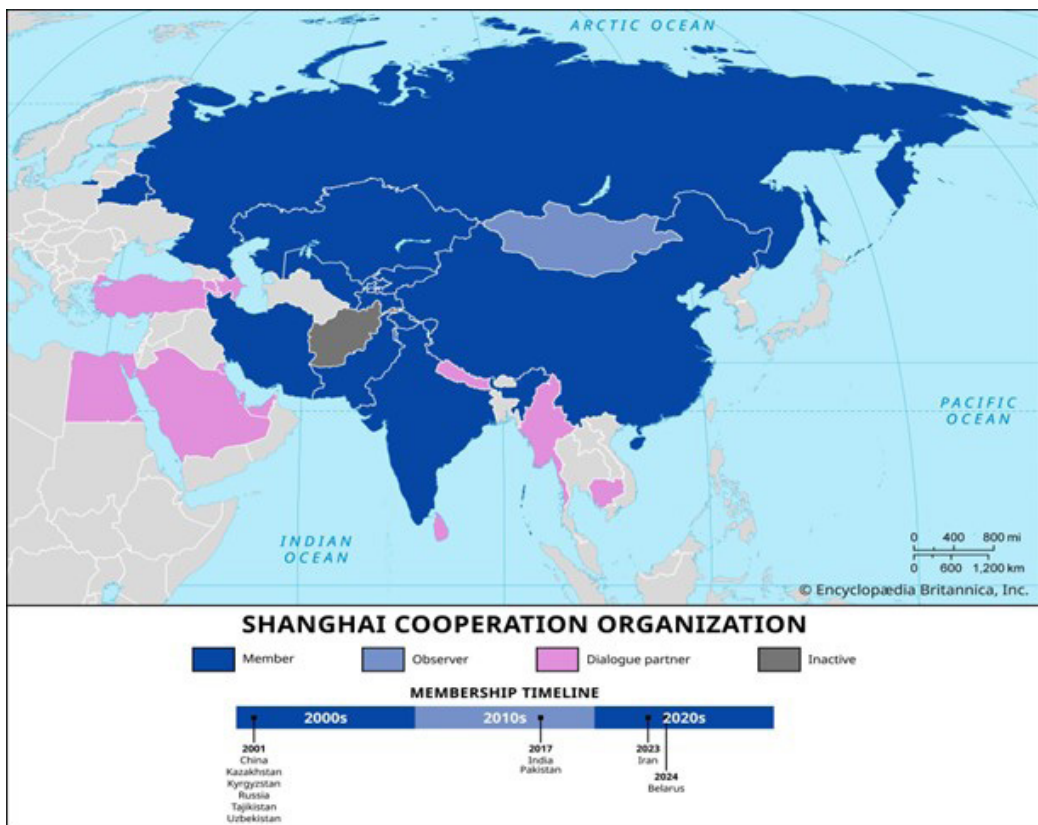 ARCTIC OCEAN
PACIFIC
OCEAN
INDIAN
OCEAN
0 400 800 mi
0 600 1,200 km
© Encyclopædia Britannica, Inc.
SHANGHAI COOPERATION ORGANIZATION
Member Observer Dialogue partner Inactive
MEMBERSHIP TIMELINE
2000s 2010s 2020s
2001
China
Kazakhstan
Kyrgyzstan
Russia
Tajikistan
Uzbekistan
2017
India
Pakistan
2023
Iran
2024
Belarus